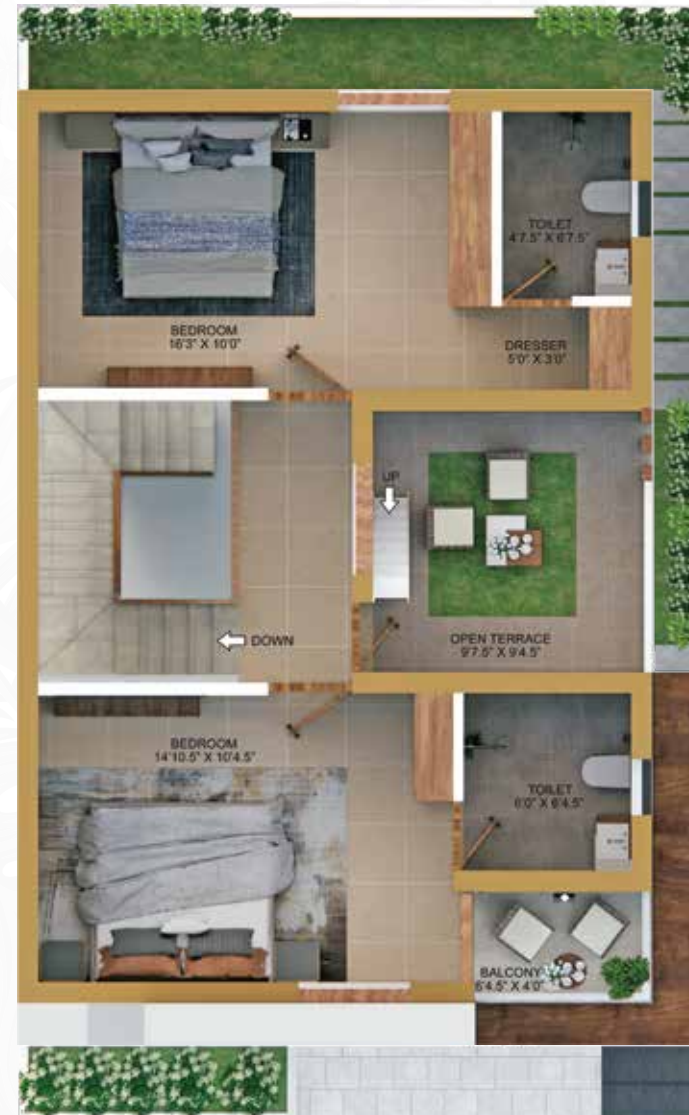 TOILET
4'7.5" X 6'7.5"
BEDROOM
16'3" X 10'0"
DRESSER
5'0" X 3'0"
UP
DOWN
OPEN TERRACE
9'7.5" X 9'4.5"
BEDROOM
14'10.5" X 10'4.5"
TOILET
6'0" X 6'4.5"
BALCONY
6'4.5" X 4'0"